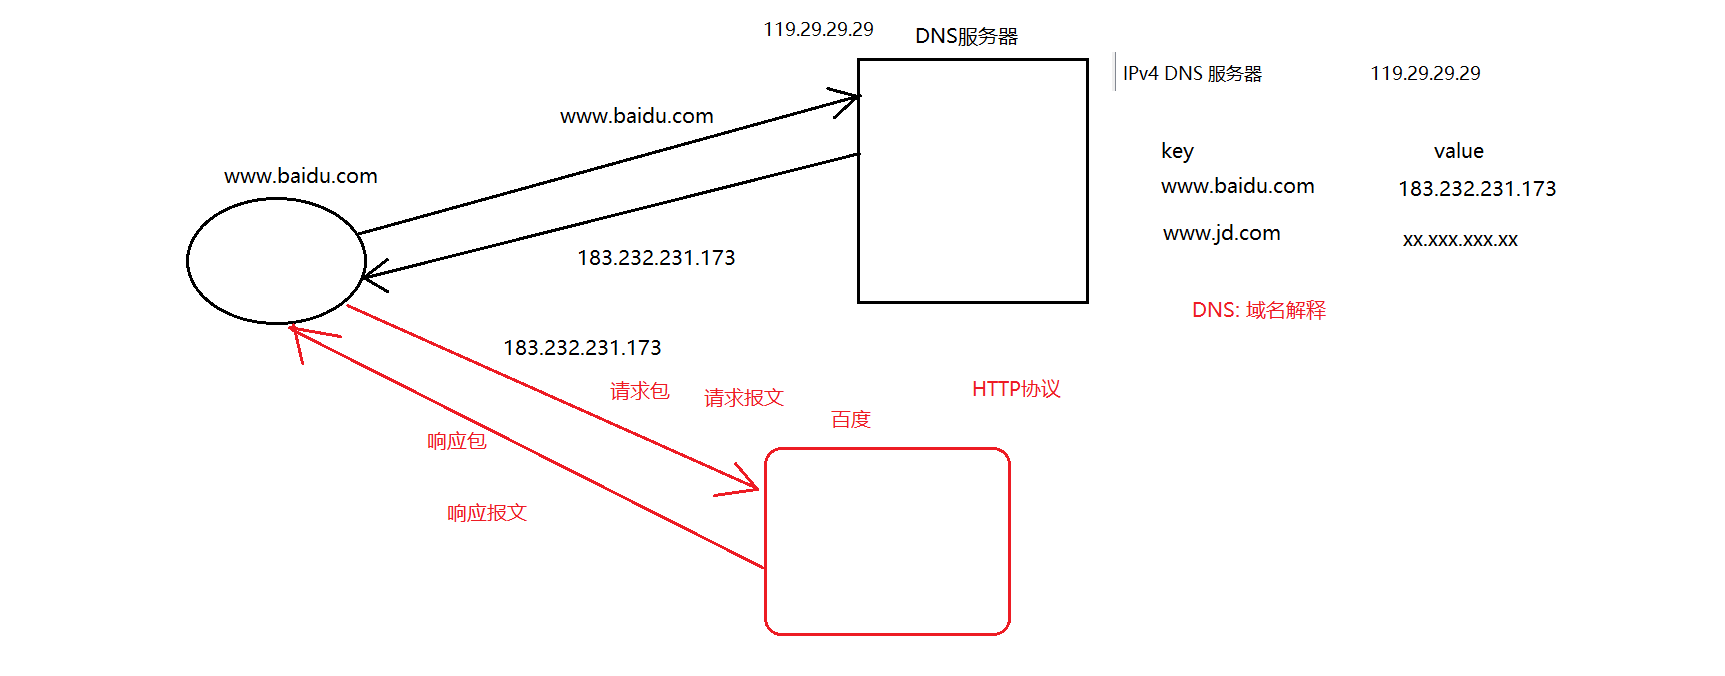 119.29.29.29
DNS服务器
IPv4 DNS 服务器 119.29.29.29
www.baidu.com
key value
www.baidu.com
www.baidu.com 183.232.231.173
www.jd.com xx.xxx.xxx.xx
183.232.231.173
DNS: 域名解释
183.232.231.173
请求包
请求报文
HTTP协议
百度
响应包
响应报文